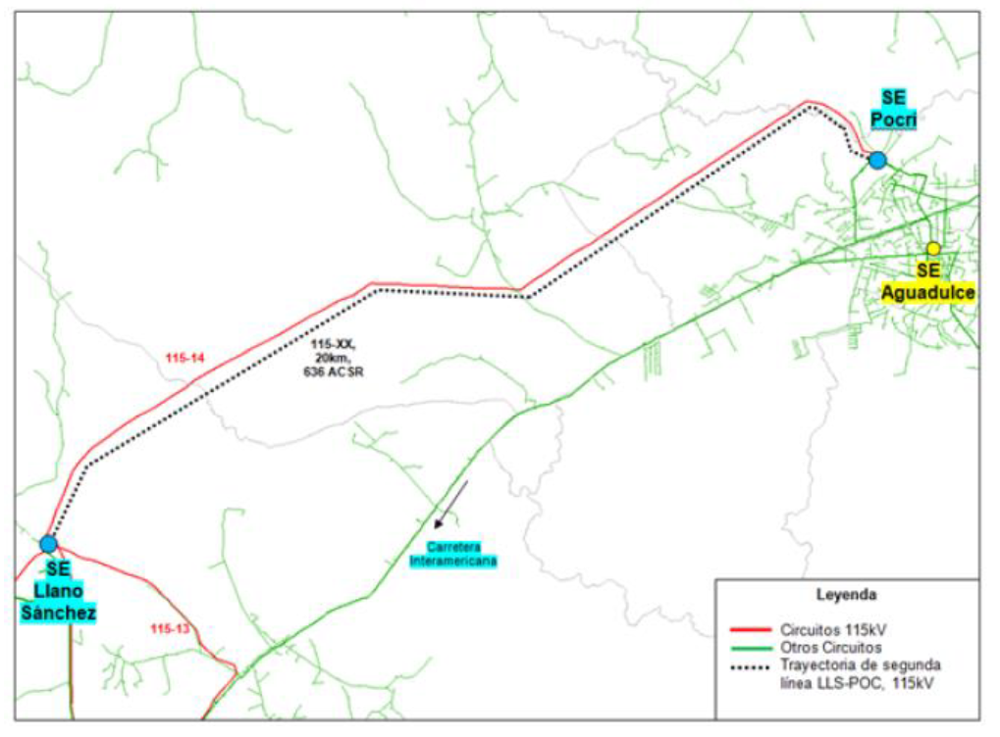 SE
Pocrí
SE
Aguadulce
115-14
115-XX,
20km,
636 ACSR
Carretera
Interamericana
SE
Llano
Sánchez
115-13
Leyenda
Circuitos 115kV
Otros Circuitos
Trayectoria de segunda
línea LLS-POC, 115kV